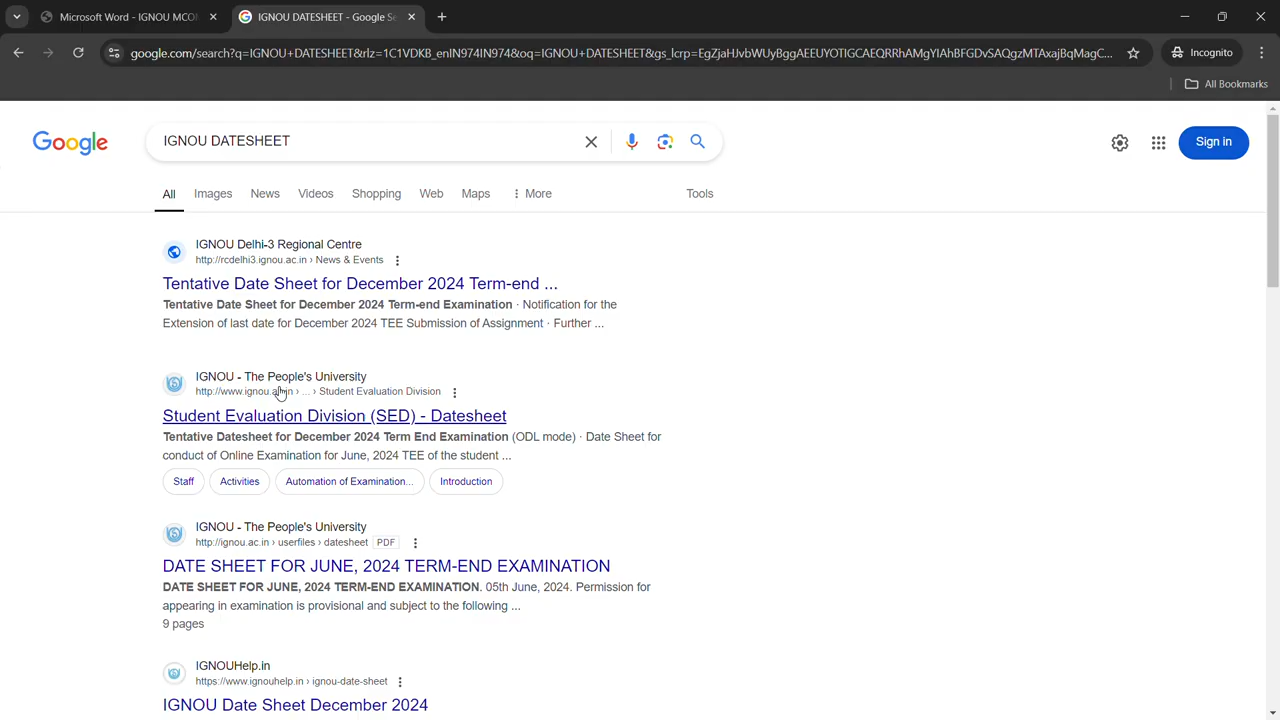 Microsoft Word - IGNOU MCO
IGNOU DATESHEET - Google Se
google.com/search?q=IGNOU+DATESHEET&rlz=1C1VDKB_enIN974IN974&oq=IGNOU+DATESHEET&gs_lcrp=EgZjaHJvbWUyBggAEEUYOTIGCAEQRRhAMgYIAhBFGDvSAQgzMTAxajBqMagC...
Incognito
All Bookmarks
Google
IGNOU DATESHEET
Sign in
All
Images
News
Videos
Shopping
Web
Maps
More
Tools
IGNOU Delhi-3 Regional Centre
http://rcdelhi3.ignou.ac.in › News & Events
Tentative Date Sheet for December 2024 Term-end ...
Tentative Date Sheet for December 2024 Term-end Examination · Notification for the
Extension of last date for December 2024 TEE Submission of Assignment · Further ...
IGNOU - The People's University
http://www.ignou.ac.in › ... › Student Evaluation Division
Student Evaluation Division (SED) - Datesheet
Tentative Datesheet for December 2024 Term End Examination (ODL mode) · Date Sheet for
conduct of Online Examination for June, 2024 TEE of the student ...
Staff
Activities
Automation of Examination...
Introduction
IGNOU - The People's University
http://ignou.ac.in › userfiles › datesheet PDF
DATE SHEET FOR JUNE, 2024 TERM-END EXAMINATION
DATE SHEET FOR JUNE, 2024 TERM-END EXAMINATION. 05th June, 2024. Permission for
appearing in examination is provisional and subject to the following ...
9 pages
IGNOUHelp.in
https://www.ignouhelp.in › ignou-date-sheet
IGNOU Date Sheet December 2024